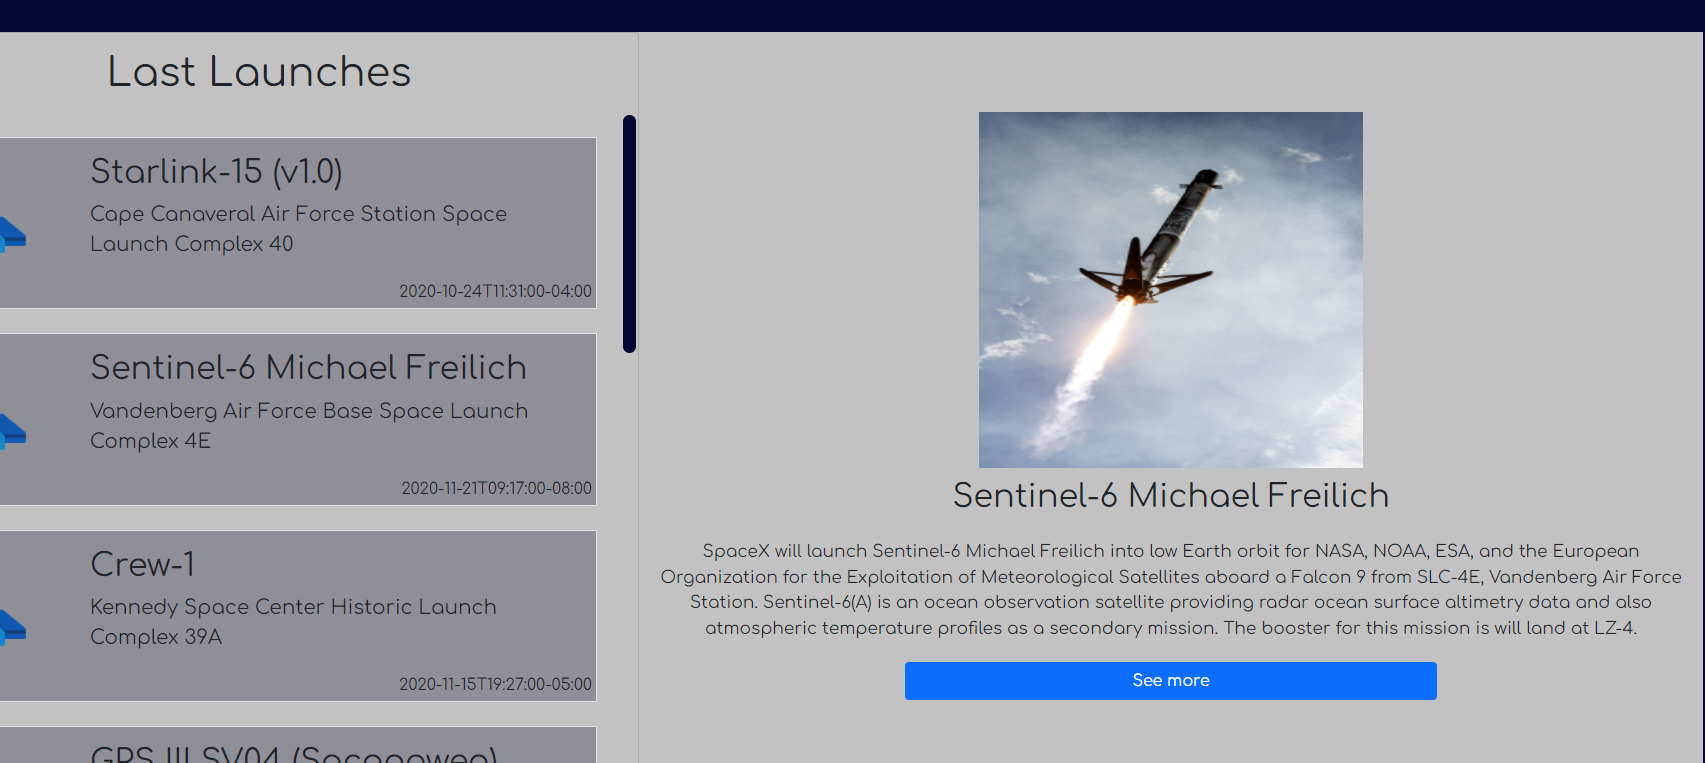 Last Launches
Starlink-15 (v1.0)
Cape Canaveral Air Force Station Space
Launch Complex 40
2020-10-24T11:31:00-04:00
Sentinel-6 Michael Freilich
Vandenberg Air Force Base Space Launch
Complex 4E
2020-11-21T09:17:00-08:00
Crew-1
Kennedy Space Center Historic Launch
Complex 39A
2020-11-15T19:27:00-05:00
GPS III SV04 (Sacagawea)
Sentinel-6 Michael Freilich
SpaceX will launch Sentinel-6 Michael Freilich into low Earth orbit for NASA, NOAA, ESA, and the European
Organization for the Exploitation of Meteorological Satellites aboard a Falcon 9 from SLC-4E, Vandenberg Air Force
Station. Sentinel-6(A) is an ocean observation satellite providing radar ocean surface altimetry data and also
atmospheric temperature profiles as a secondary mission. The booster for this mission is will land at LZ-4.
See more